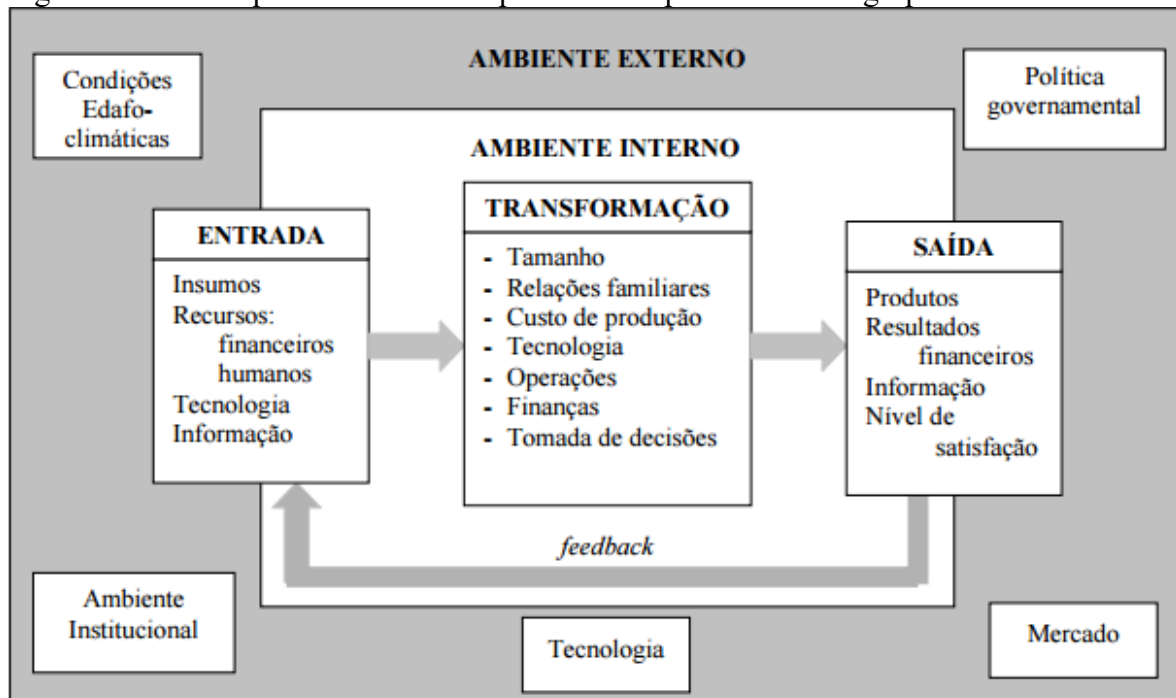 AMBIENTE EXTERNO
Condições
Edafo-
climáticas
Política
governamental
AMBIENTE INTERNO
ENTRADA
Insumos
Recursos:
financeiros
humanos
Tecnologia
Informação
TRANSFORMAÇÃO
- Tamanho
- Relações familiares
- Custo de produção
- Tecnologia
- Operações
- Finanças
- Tomada de decisões
SAÍDA
Produtos
Resultados
financeiros
Informação
Nível de
satisfação
feedback
Ambiente
Institucional
Tecnologia
Mercado